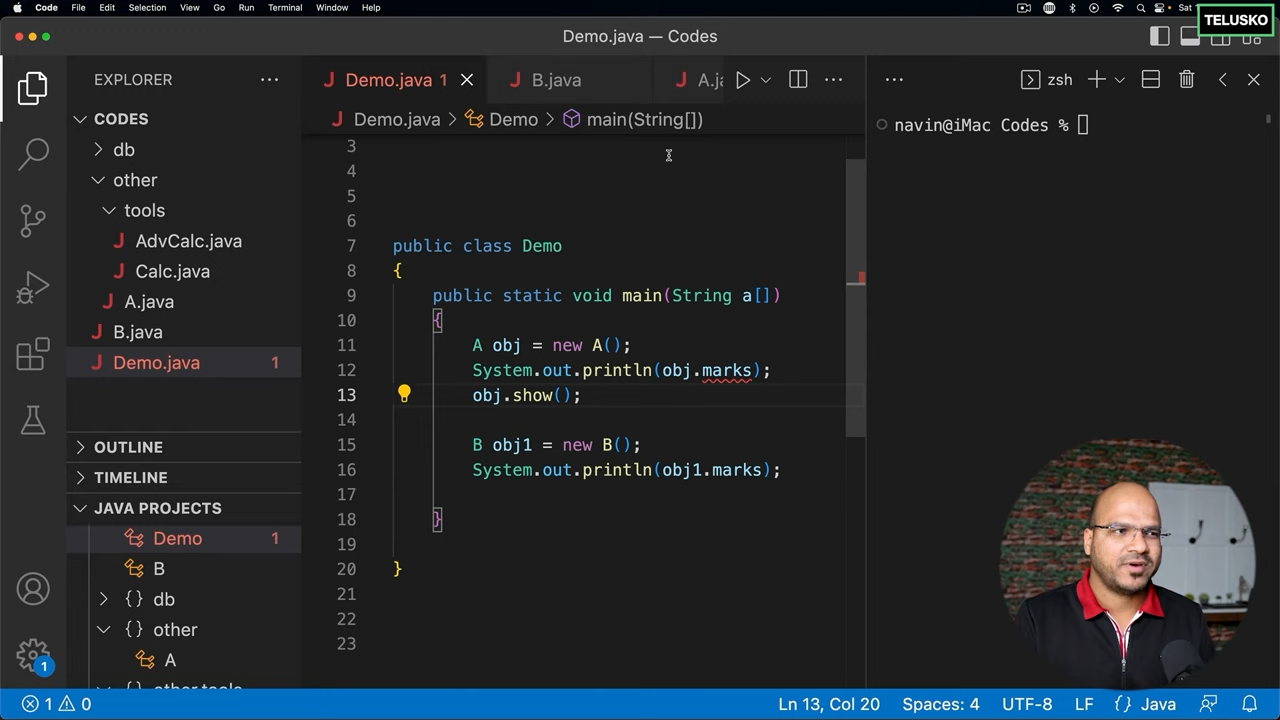 Code File Edit Selection View Go Run Terminal Window Help Sat
TELUSKO
Demo.java — Codes
EXPLORER
Demo.java 1
B.java
A.ja
zsh
CODES
Demo.java > Demo > main(String[])
navin@iMac Codes %
db
other
tools
AdvCalc.java
Calc.java
A.java
B.java
Demo.java 1
OUTLINE
TIMELINE
JAVA PROJECTS
Demo 1
B
{} db
{} other
A
{} other.tools
3
4
5
6
7 public class Demo
8 {
9 public static void main(String a[])
10 {
11 A obj = new A();
12 System.out.println(obj.marks);
13 obj.show();
14
15 B obj1 = new B();
16 System.out.println(obj1.marks);
17
18 }
19
20 }
21
22
23
1
1 0 Ln 13, Col 20 Spaces: 4 UTF-8 LF {} Java